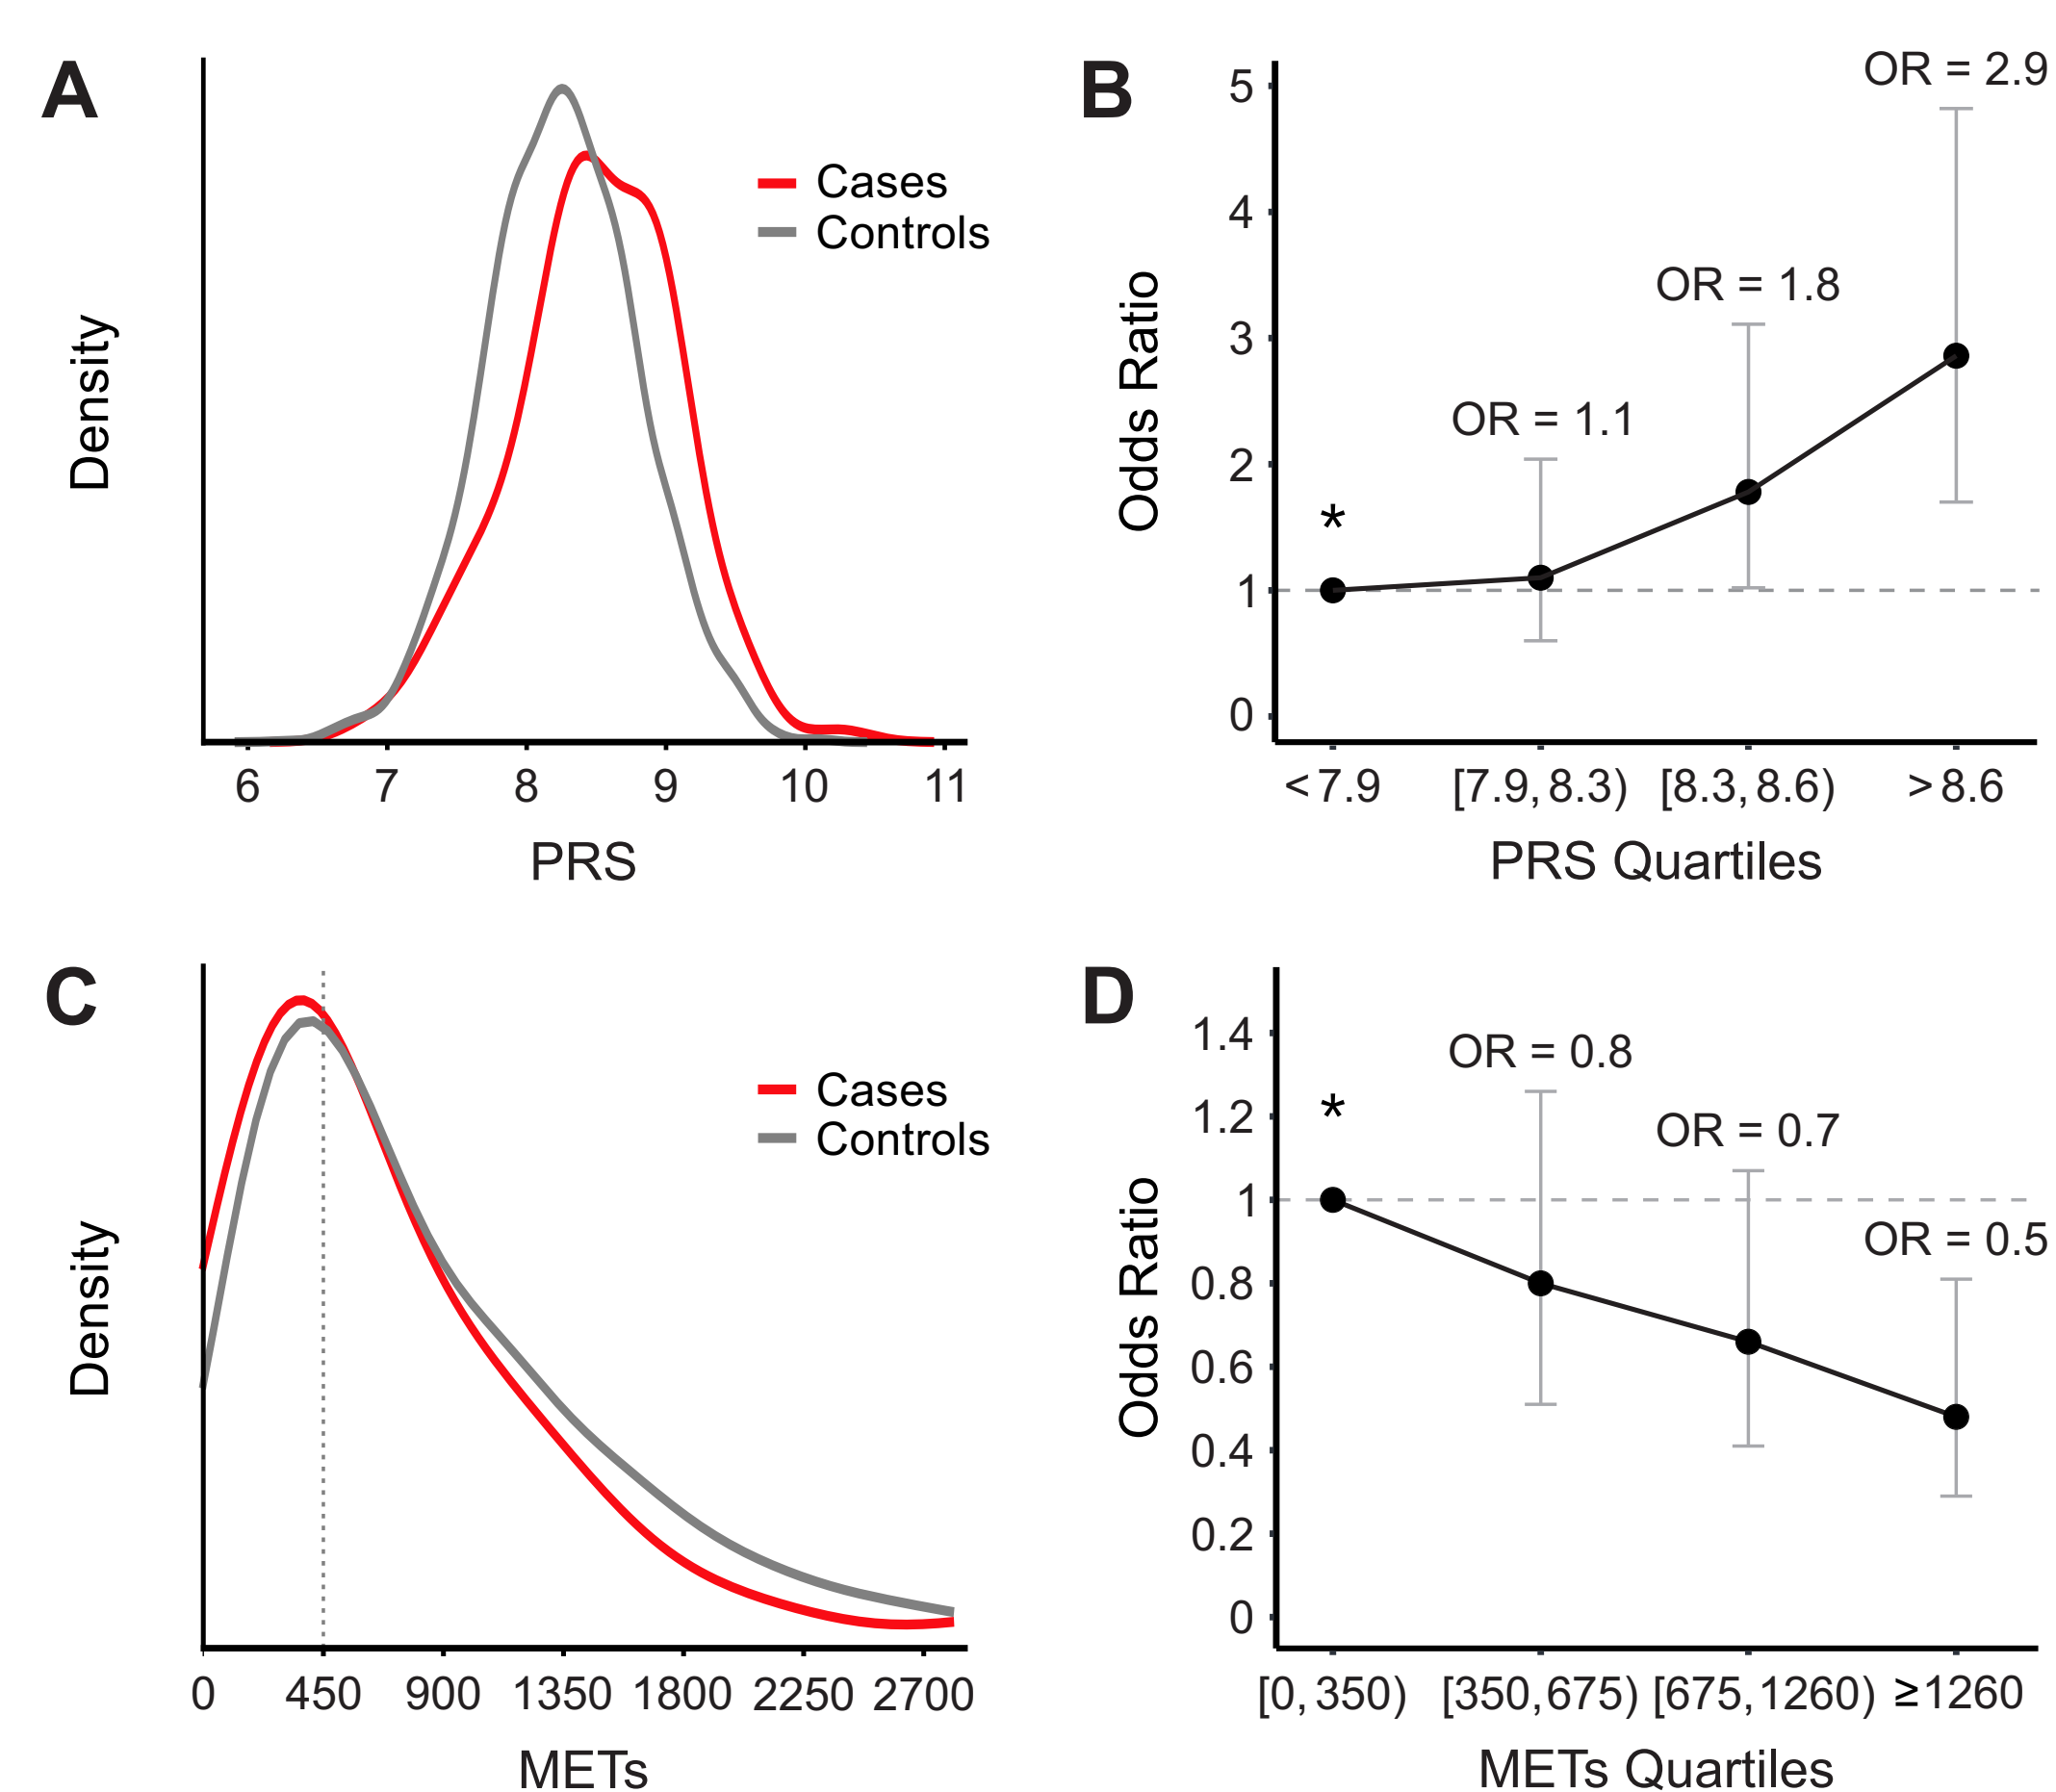 A
Density
Cases
Controls
6 7 8 9 10 11
PRS
B
Odds Ratio
5
4
3
2
1
0
*
OR = 1.1
OR = 1.8
OR = 2.9
< 7.9 [7.9, 8.3) [8.3, 8.6) > 8.6
PRS Quartiles
C
Density
Cases
Controls
0 450 900 1350 1800 2250 2700
METs
D
Odds Ratio
1.4
1.2
1
0.8
0.6
0.4
0.2
0
*
OR = 0.8
OR = 0.7
OR = 0.5
[0, 350) [350,675) [675,1260) ≥1260
METs Quartiles